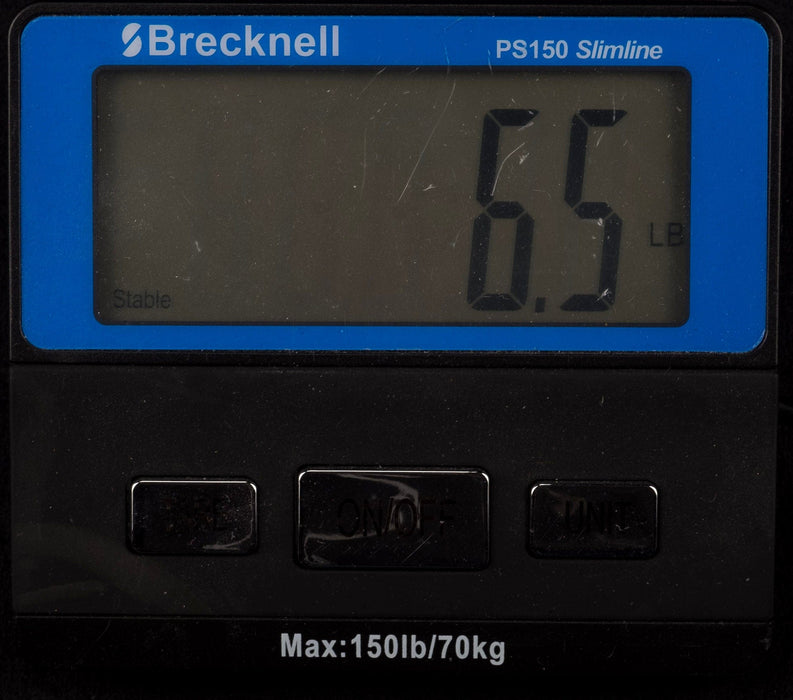 Brecknell
PS150 Slimline
6.5
LB
Stable
ON/OFF
UNIT
Max:150lb/70kg